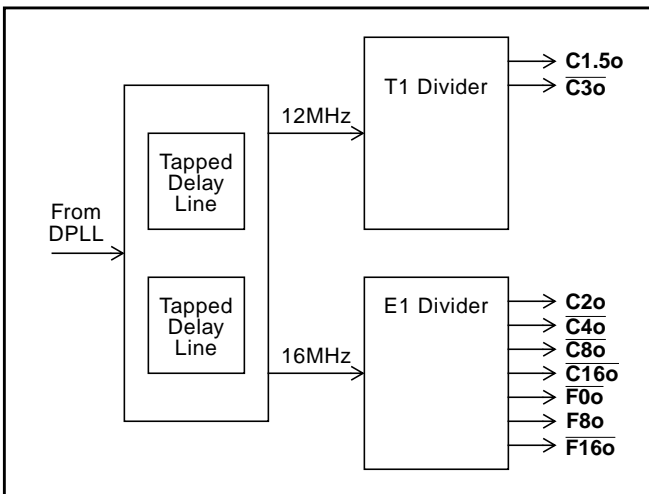 From
DPLL
Tapped
Delay
Line
Tapped
Delay
Line
12MHz
16MHz
T1 Divider
C1.5o
C3o
E1 Divider
C2o
C4o
C8o
C16o
F0o
F8o
F16o